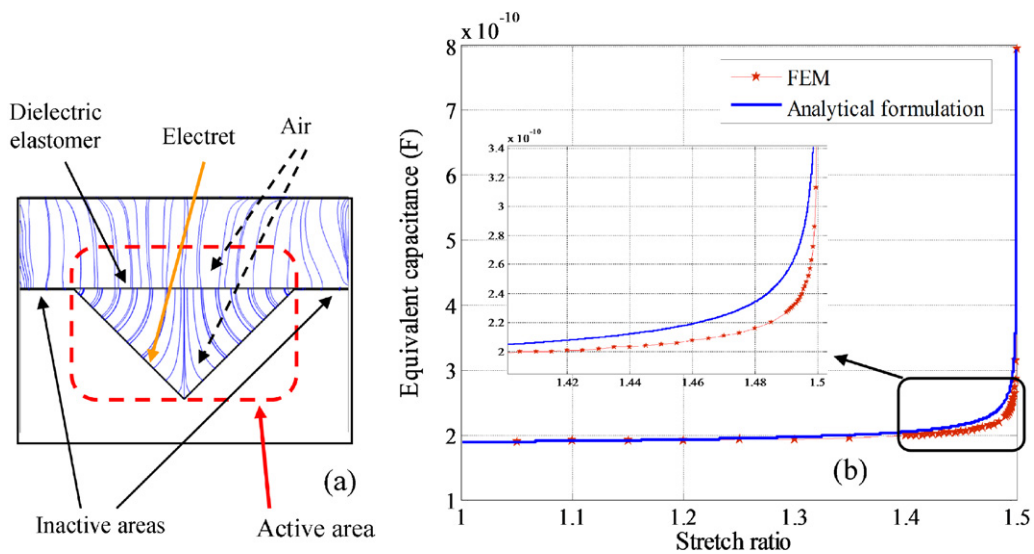 Dielectric
elastomer
Electret
Air
Inactive areas
Active area
(a)
x 10^-10
8
7
6
5
4
3
2
1
Equivalent capacitance (F)
FEM
Analytical formulation
x 10^-10
3.4
3.2
3
2.8
2.6
2.4
2.2
2
1.42 1.44 1.46 1.48 1.5
(b)
1 1.1 1.2 1.3 1.4 1.5
Stretch ratio